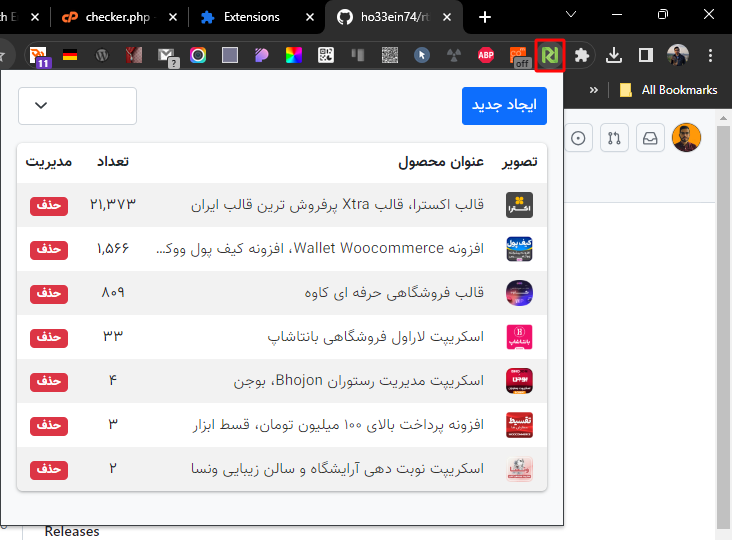 checker.php
Extensions
ho33ein74/rt
11
?
ABP
off
All Bookmarks
ایجاد جدید
تصویر عنوان محصول تعداد مدیریت
اکسترا قالب اکسترا، قالب Xtra پرفروش ترین قالب ایران ۲۱,۳۷۳ حذف
کیف پول افزونه Wallet Woocommerce، افزونه کیف پول ووک... ۱,۵۶۶ حذف
قالب فروشگاهی حرفه ای کاوه ۸۰۹ حذف
بانتاشاپ اسکریپت لاراول فروشگاهی بانتاشاپ ۳۳ حذف
بوجن اسکریپت مدیریت رستوران Bhojon، بوجن ۴ حذف
تقسیط افزونه پرداخت بالای ۱۰۰ میلیون تومان، قسط ابزار ۳ حذف
اسکریپت نوبت دهی آرایشگاه و سالن زیبایی ونسا ۲ حذف
Releases